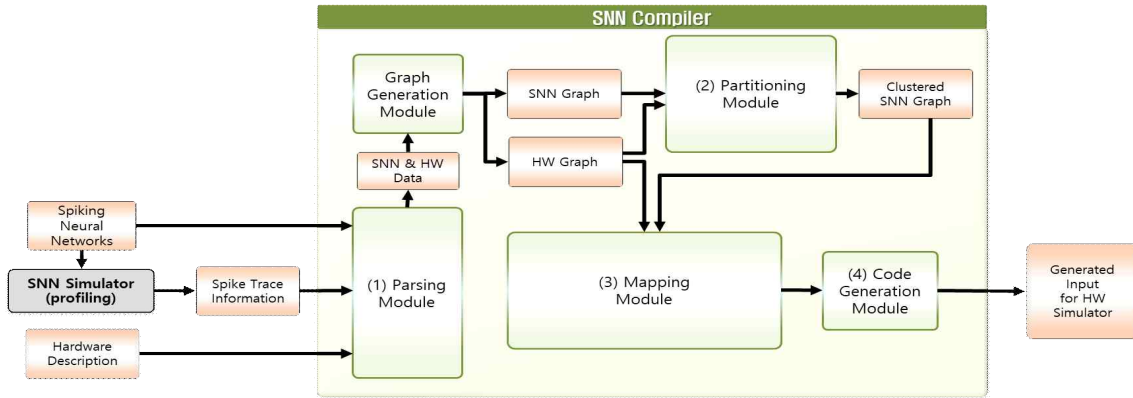 SNN Compiler
Graph
Generation
Module
SNN Graph
HW Graph
(2) Partitioning
Module
Clustered
SNN Graph
SNN & HW
Data
Spiking
Neural
Networks
SNN Simulator
(profiling)
Spike Trace
Information
Hardware
Description
(1) Parsing
Module
(3) Mapping
Module
(4) Code
Generation
Module
Generated
Input
for HW
Simulator